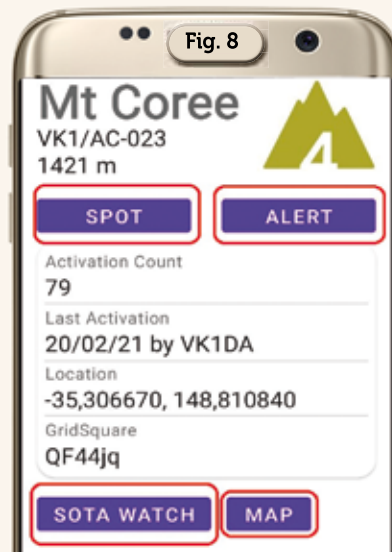 Fig. 8
Mt Coree
VK1/AC-023
1421 m
4
SPOT
ALERT
Activation Count
79
Last Activation
20/02/21 by VK1DA
Location
-35,306670, 148,810840
GridSquare
QF44jq
SOTA WATCH
MAP